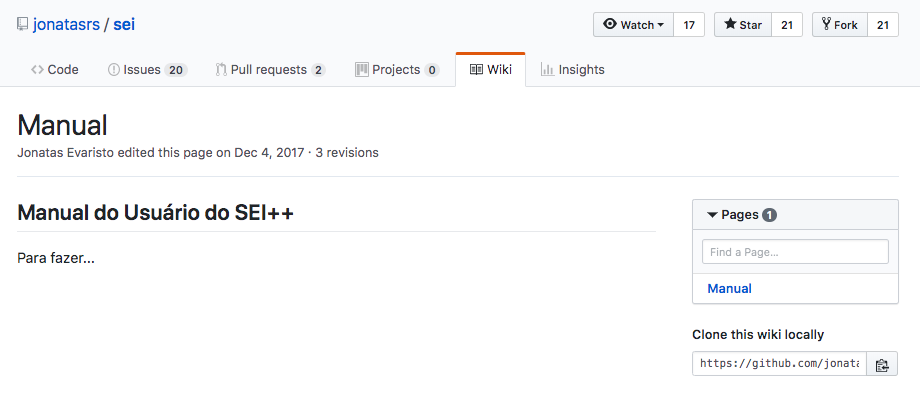 jonatasrs / sei
Watch 17 Star 21 Fork 21
Code Issues 20 Pull requests 2 Projects 0 Wiki Insights
Manual
Jonatas Evaristo edited this page on Dec 4, 2017 · 3 revisions
Manual do Usuário do SEI++
Para fazer...
Pages 1
Find a Page...
Manual
Clone this wiki locally
https://github.com/jonata